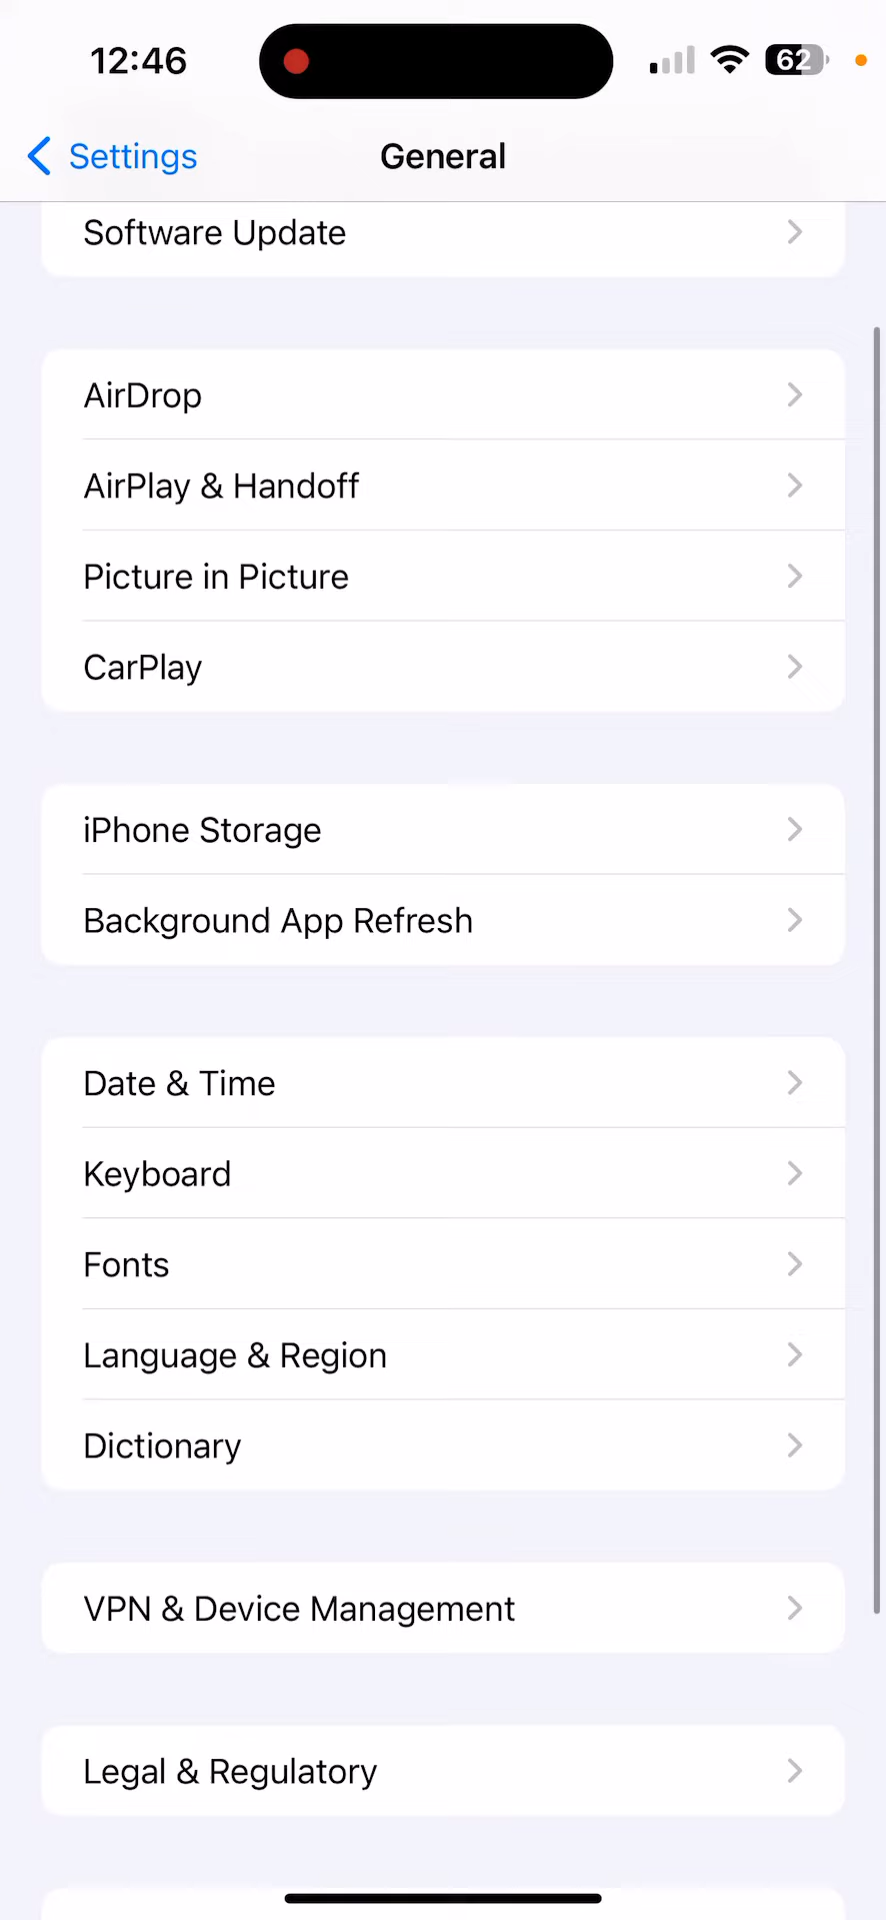 12:46
62
Settings
General
Software Update
AirDrop
AirPlay & Handoff
Picture in Picture
CarPlay
iPhone Storage
Background App Refresh
Date & Time
Keyboard
Fonts
Language & Region
Dictionary
VPN & Device Management
Legal & Regulatory